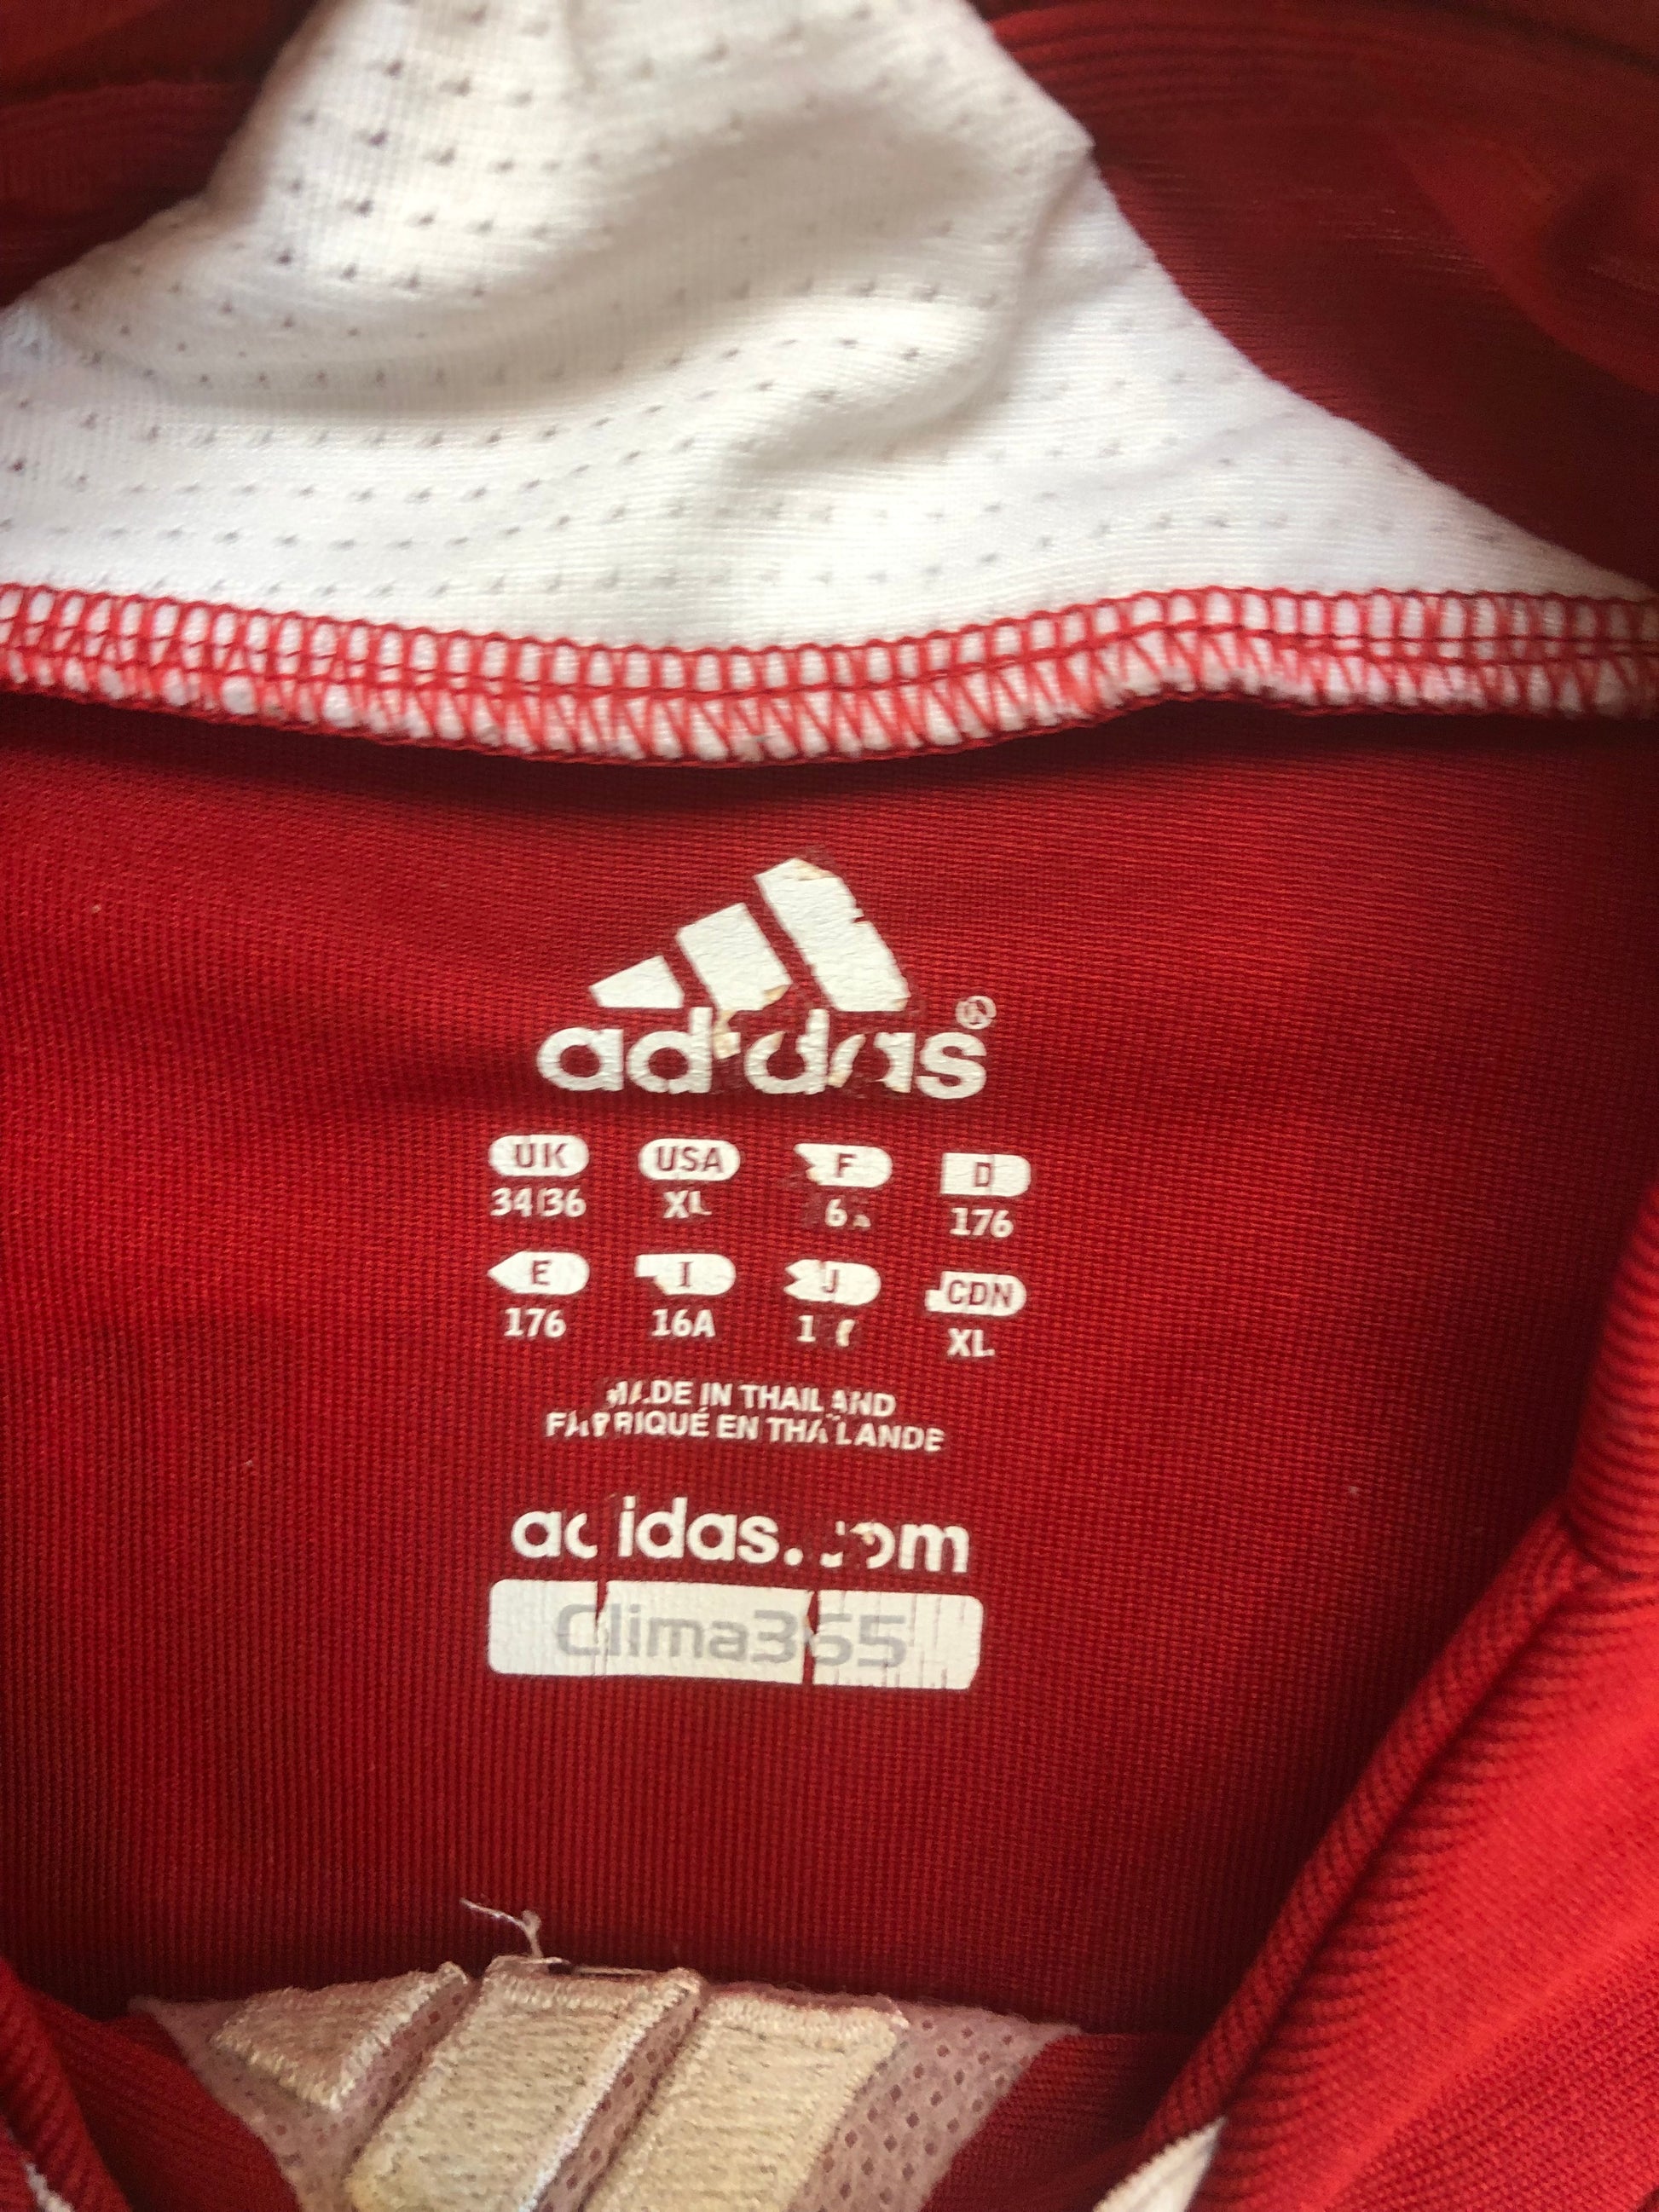 adidas®
UK USA F D
34/36 XL 176
E I J CDN
176 16A XL
MADE IN THAILAND
FABRIQUÉ EN THAILANDE
adidas.com
Clima365